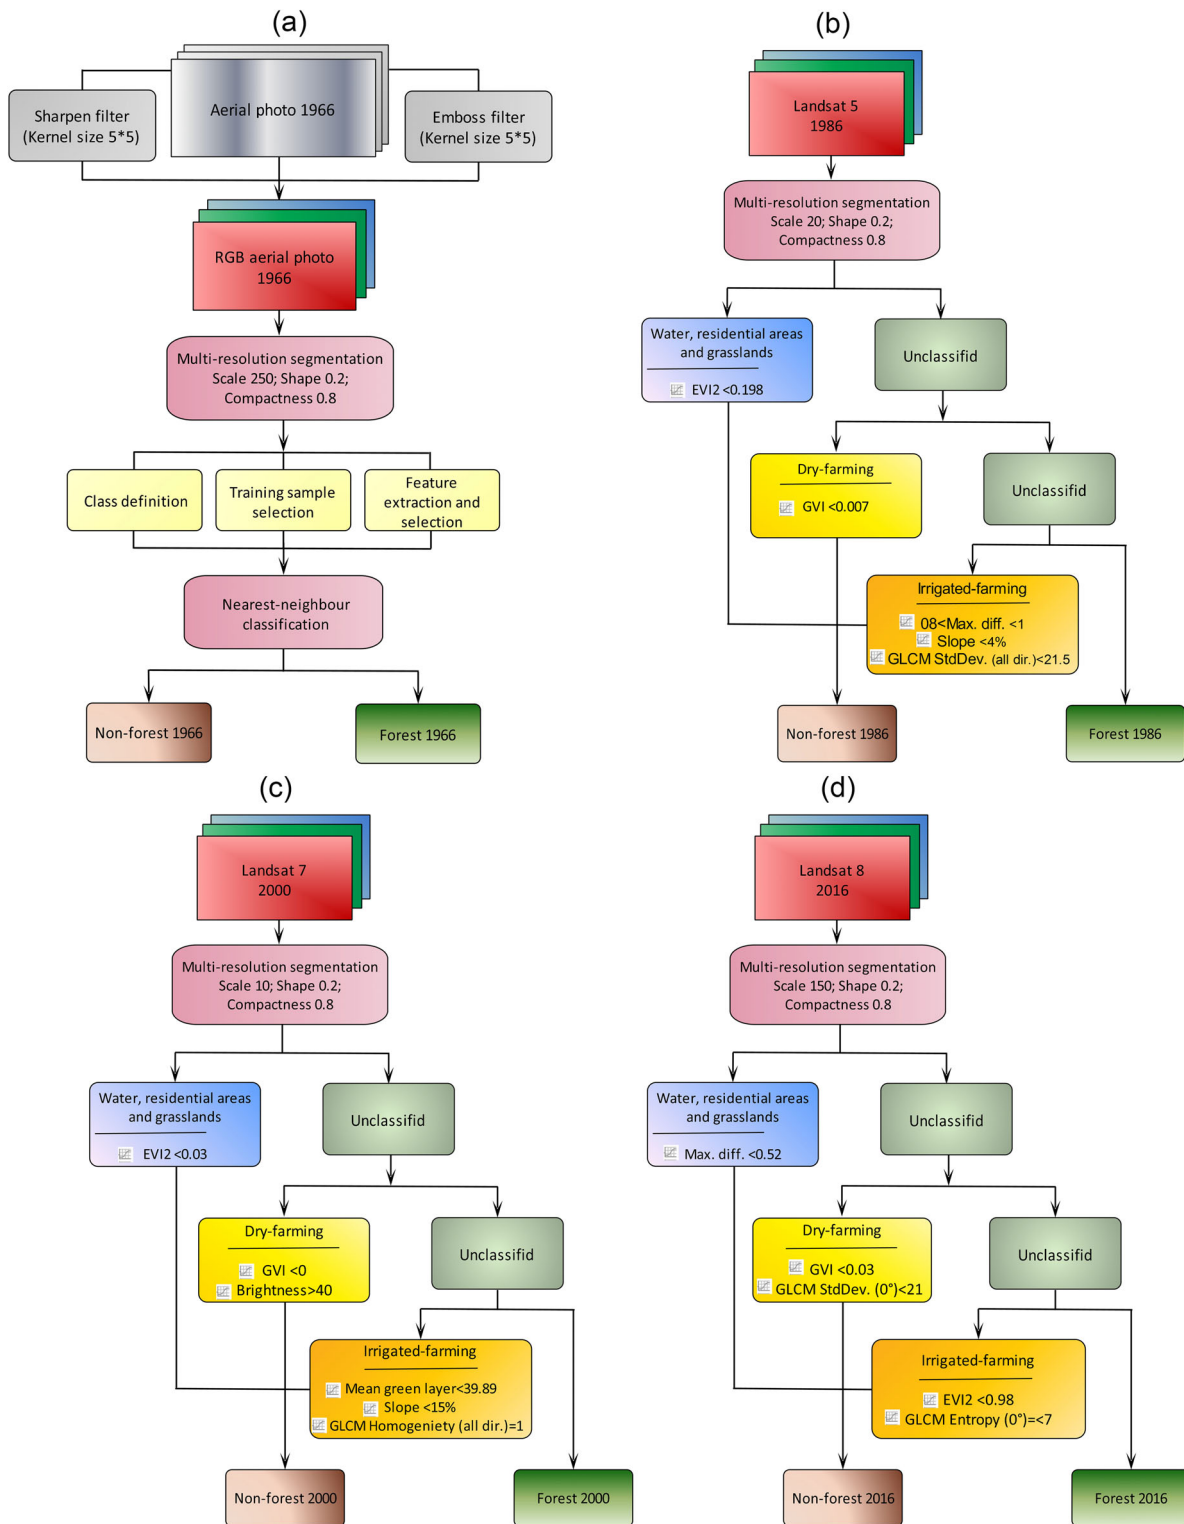 (a)
Aerial photo 1966
Sharpen filter
(Kernel size 5*5)
Emboss filter
(Kernel size 5*5)
RGB aerial photo
1966
Multi-resolution segmentation
Scale 250; Shape 0.2;
Compactness 0.8
Class definition
Training sample
selection
Feature
extraction and
selection
Nearest-neighbour
classification
Non-forest 1966
Forest 1966
(b)
Landsat 5
1986
Multi-resolution segmentation
Scale 20; Shape 0.2;
Compactness 0.8
Water, residential areas
and grasslands
EVI2 <0.198
Unclassifid
Dry-farming
GVI <0.007
Unclassifid
Irrigated-farming
08<Max. diff. <1
Slope <4%
GLCM StdDev. (all dir.)<21.5
Non-forest 1986
Forest 1986
(c)
Landsat 7
2000
Multi-resolution segmentation
Scale 10; Shape 0.2;
Compactness 0.8
Water, residential areas
and grasslands
EVI2 <0.03
Unclassifid
Dry-farming
GVI <0
Brightness>40
Unclassifid
Irrigated-farming
Mean green layer<39.89
Slope <15%
GLCM Homogeniety (all dir.)=1
Non-forest 2000
Forest 2000
(d)
Landsat 8
2016
Multi-resolution segmentation
Scale 150; Shape 0.2;
Compactness 0.8
Water, residential areas
and grasslands
Max. diff. <0.52
Unclassifid
Dry-farming
GVI <0.03
GLCM StdDev. (0°)<21
Unclassifid
Irrigated-farming
EVI2 <0.98
GLCM Entropy (0°)=<7
Non-forest 2016
Forest 2016